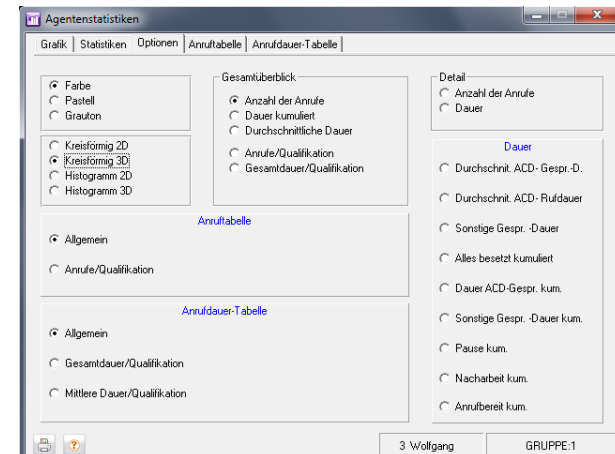 Agentenstatistiken
Grafik Statistiken Optionen Anruftabelle Anrufdauer-Tabelle
Farbe
Pastell
Grauton
Kreisförmig 2D
Kreisförmig 3D
Histogramm 2D
Histogramm 3D
Gesamtüberblick
Anzahl der Anrufe
Dauer kumuliert
Durchschnittliche Dauer
Anrufe/Qualifikation
Gesamtdauer/Qualifikation
Detail
Anzahl der Anrufe
Dauer
Anruftabelle
Allgemein
Anrufe/Qualifikation
Anrufdauer-Tabelle
Allgemein
Gesamtdauer/Qualifikation
Mittlere Dauer/Qualifikation
Dauer
Durchschnit. ACD- Gespr.-D.
Durchschnit. ACD- Rufdauer
Sonstige Gespr. -Dauer
Alles besetzt kumuliert
Dauer ACD-Gespr. kum.
Sonstige Gespr. -Dauer kum.
Pause kum.
Nacharbeit kum.
Anrufbereit kum.
3 Wolfgang GRUPPE:1